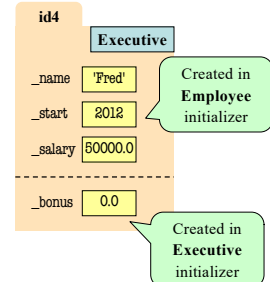 id4
Executive
_name 'Fred'
_start 2012
_salary 50000.0
_bonus 0.0
Created in
Employee
initializer
Created in
Executive
initializer